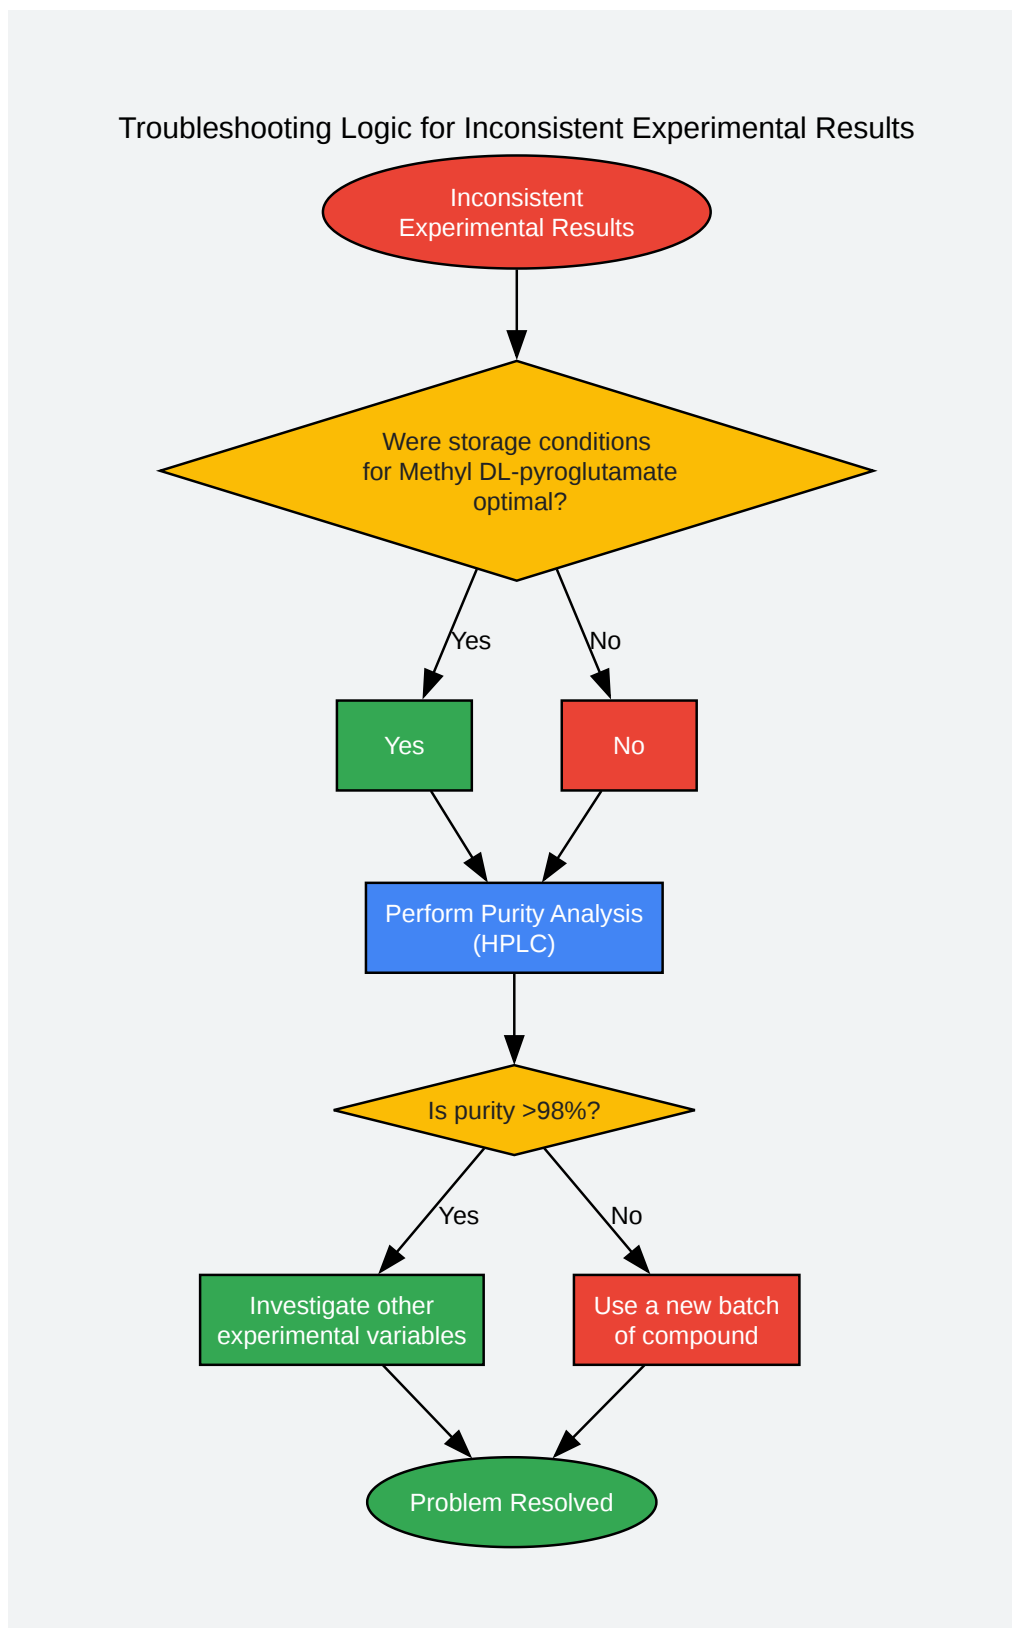 Troubleshooting Logic for Inconsistent Experimental Results
Inconsistent
Experimental Results
Were storage conditions
for Methyl DL-pyroglutamate
optimal?
Yes
No
Yes
No
Perform Purity Analysis
(HPLC)
Is purity >98%?
Yes
No
Investigate other
experimental variables
Use a new batch
of compound
Problem Resolved